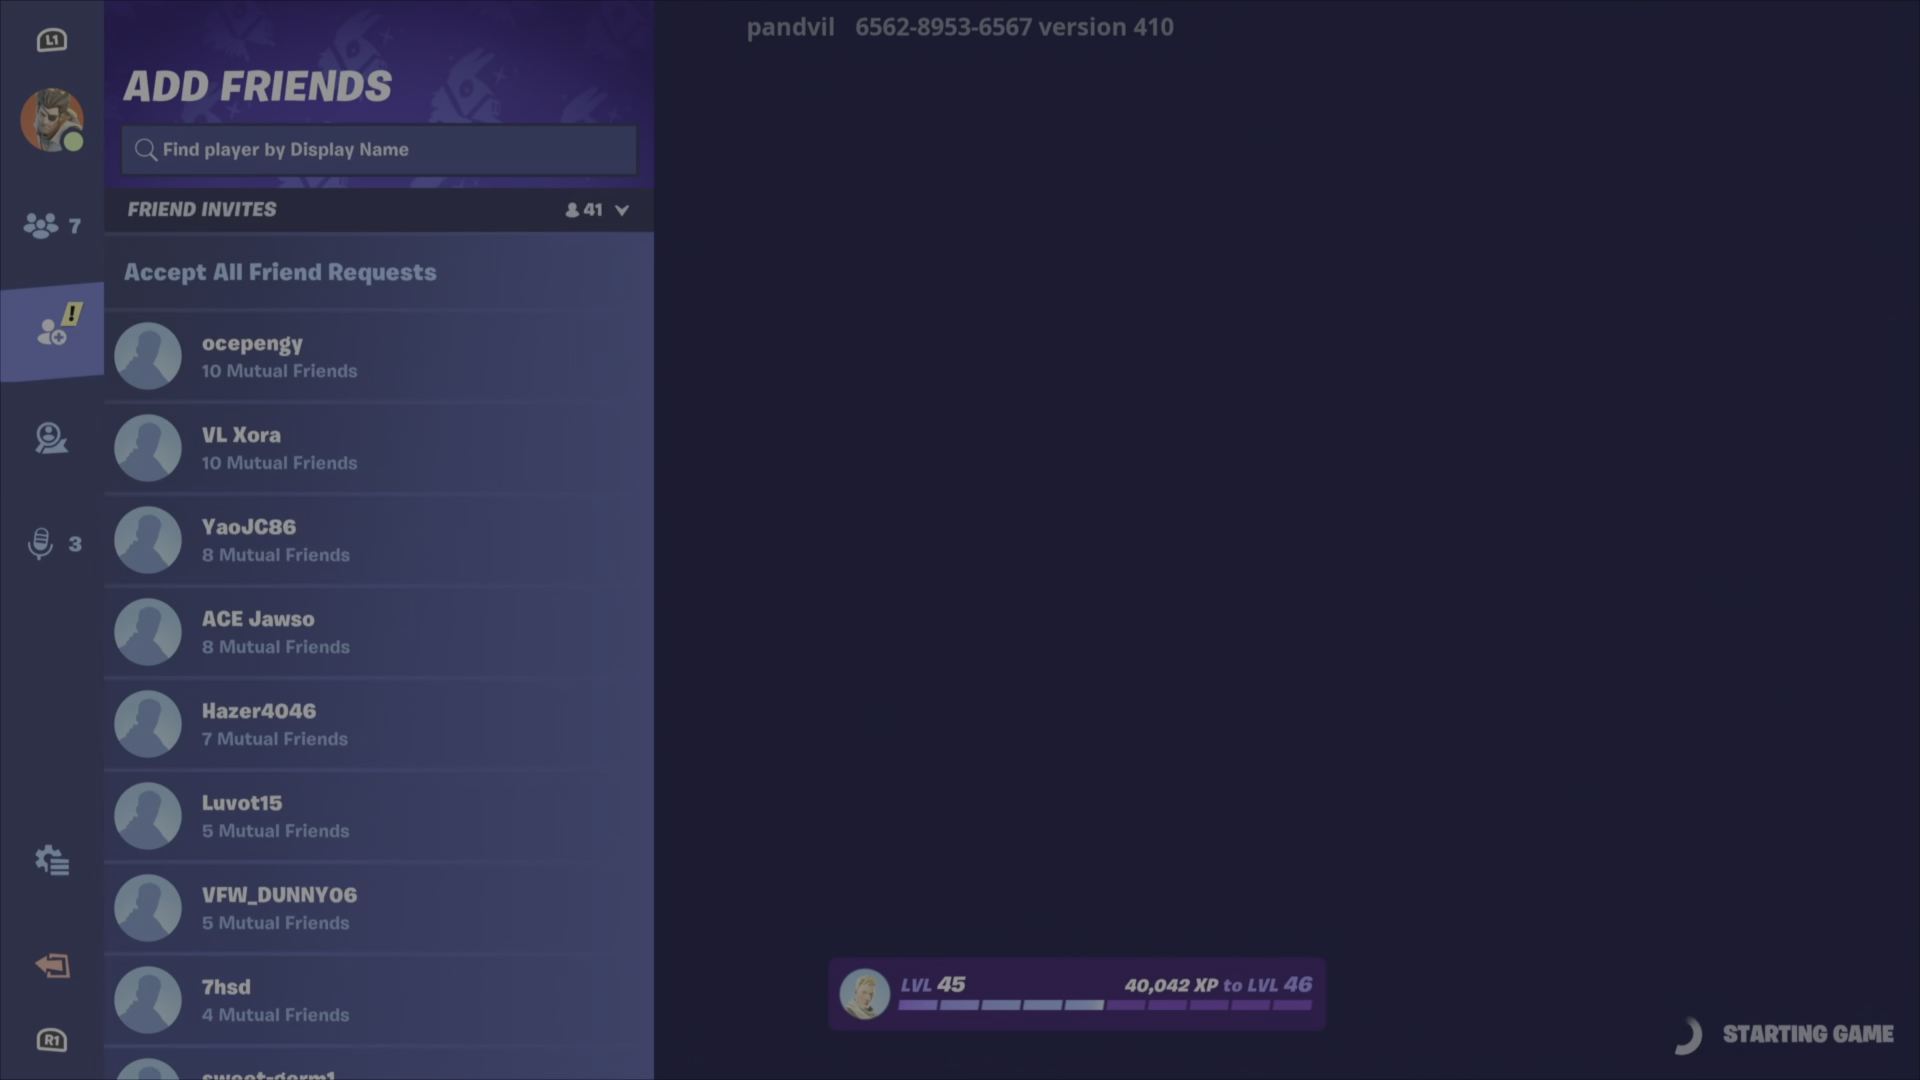 L1
pandvil 6562-8953-6567 version 410
ADD FRIENDS
Find player by Display Name
FRIEND INVITES 41
7
Accept All Friend Requests
!
ocepengy
10 Mutual Friends
VL Xora
10 Mutual Friends
YaoJC86
8 Mutual Friends
3
ACE Jawso
8 Mutual Friends
Hazer4046
7 Mutual Friends
Luvot15
5 Mutual Friends
VFW_DUNNY06
5 Mutual Friends
7hsd
4 Mutual Friends
LVL 45 40,042 XP to LVL 46
R1
STARTING GAME